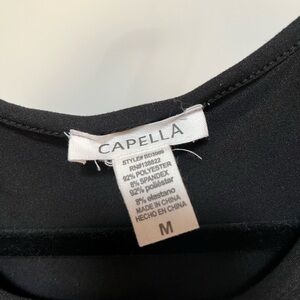 CAPELLA
92% POLYESTER
8% SPANDEX
92% poliéster
8% elastano
MADE IN CHINA
HECHO EN CHINA
M